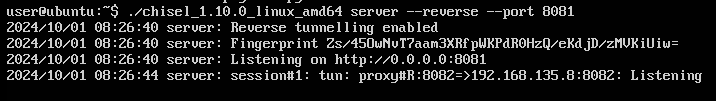 user@ubuntu:~$ ./chisel_1.10.0_linux_amd64 server --reverse --port 8081
2024/10/01 08:26:40 server: Reverse tunnelling enabled
2024/10/01 08:26:40 server: Fingerprint Zs/45OwNvT7aam3XRfpWKPdR0HzQ/eKdjD/zMVKiUiw=
2024/10/01 08:26:40 server: Listening on http://0.0.0.0:8081
2024/10/01 08:26:44 server: session#1: tun: proxy#R:8082=>192.168.135.8:8082: Listening